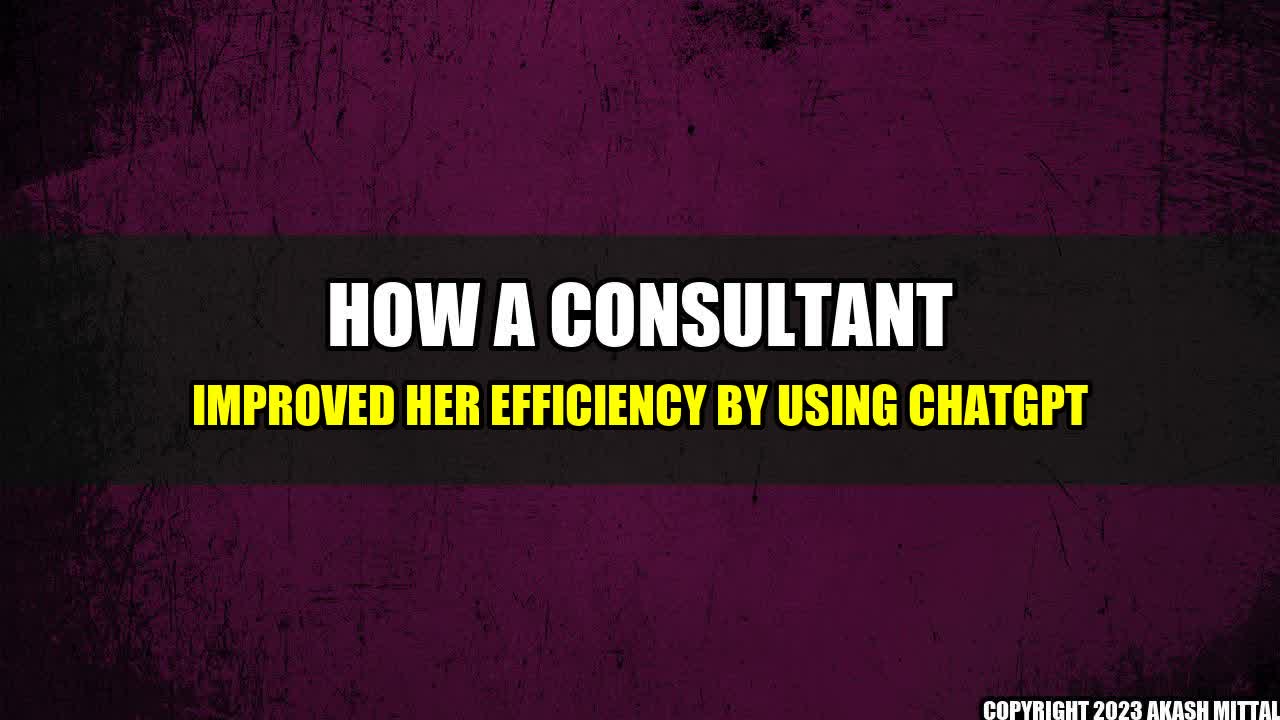 HOW A CONSULTANT
IMPROVED HER EFFICIENCY BY USING CHATGPT
COPYRIGHT 2023 AKASH MITTAL